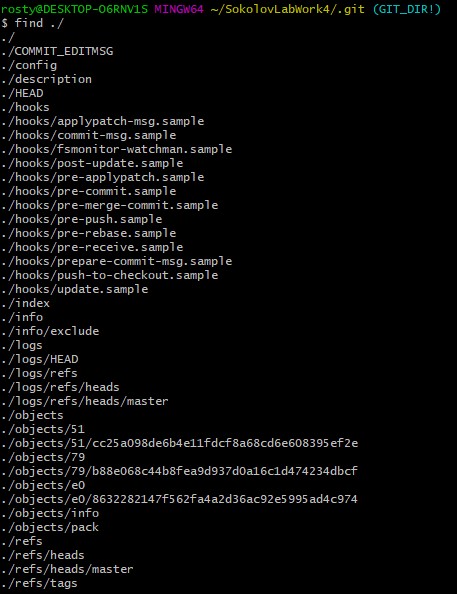 rosty@DESKTOP-O6RNV1S MINGW64 ~/SokolovLabWork4/.git (GIT_DIR!)
$ find ./
./
./COMMIT_EDITMSG
./config
./description
./HEAD
./hooks
./hooks/applypatch-msg.sample
./hooks/commit-msg.sample
./hooks/fsmonitor-watchman.sample
./hooks/post-update.sample
./hooks/pre-applypatch.sample
./hooks/pre-commit.sample
./hooks/pre-merge-commit.sample
./hooks/pre-push.sample
./hooks/pre-rebase.sample
./hooks/pre-receive.sample
./hooks/prepare-commit-msg.sample
./hooks/push-to-checkout.sample
./hooks/update.sample
./index
./info
./info/exclude
./logs
./logs/HEAD
./logs/refs
./logs/refs/heads
./logs/refs/heads/master
./objects
./objects/51
./objects/51/cc25a098de6b4e11fdcf8a68cd6e608395ef2e
./objects/79
./objects/79/b88e068c44b8fea9d937d0a16c1d474234dbcf
./objects/e0
./objects/e0/8632282147f562fa4a2d36ac92e5995ad4c974
./objects/info
./objects/pack
./refs
./refs/heads
./refs/heads/master
./refs/tags